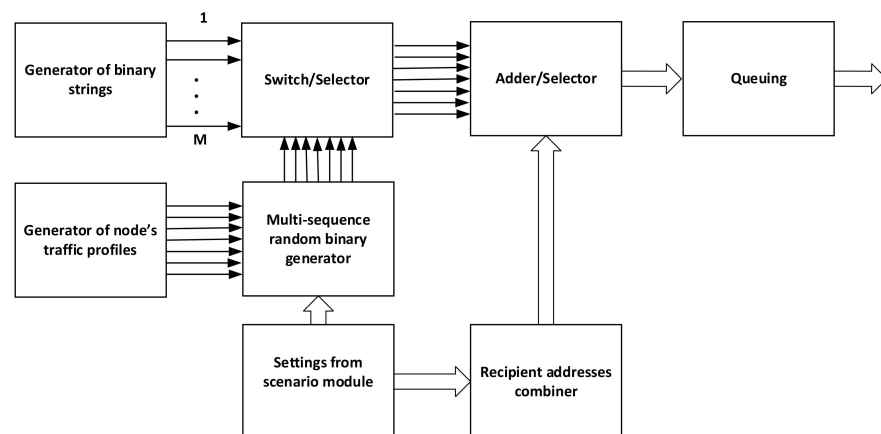 1
Generator of binary
strings
M
Switch/Selector
Adder/Selector
Queuing
Generator of node's
traffic profiles
Multi-sequence
random binary
generator
Settings from
scenario module
Recipient addresses
combiner